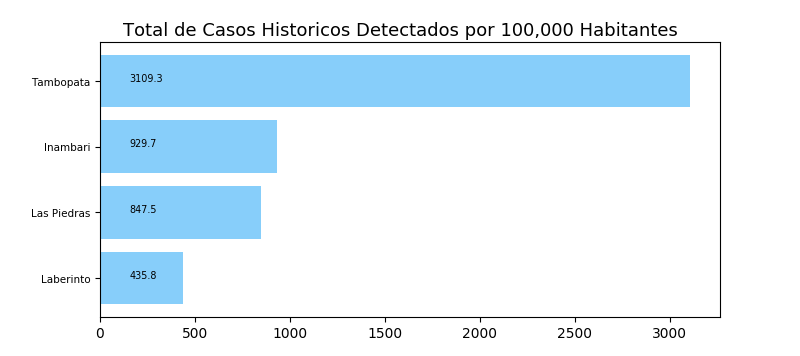 Total de Casos Historicos Detectados por 100,000 Habitantes
Tambopata 3109.3
Inambari 929.7
Las Piedras 847.5
Laberinto 435.8
0 500 1000 1500 2000 2500 3000